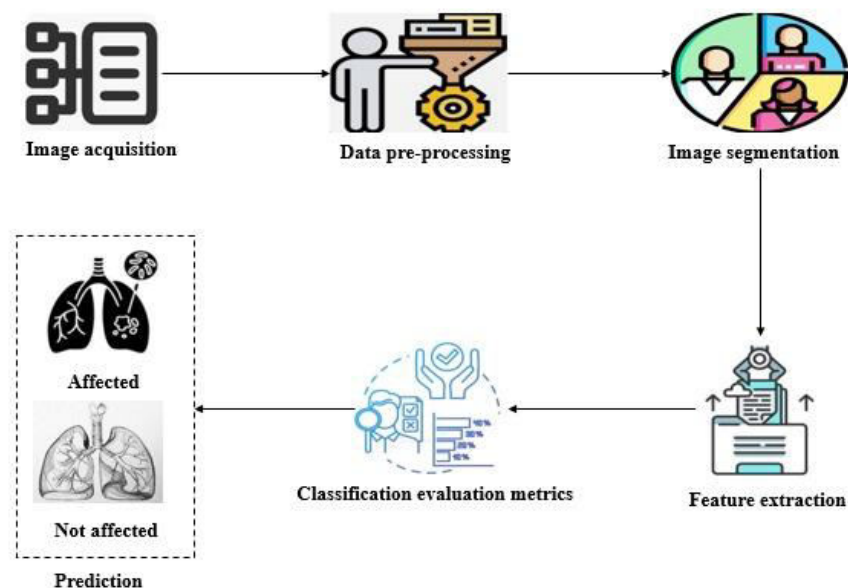 Image acquisition
Data pre-processing
Image segmentation
Affected
Not affected
Prediction
Classification evaluation metrics
Feature extraction